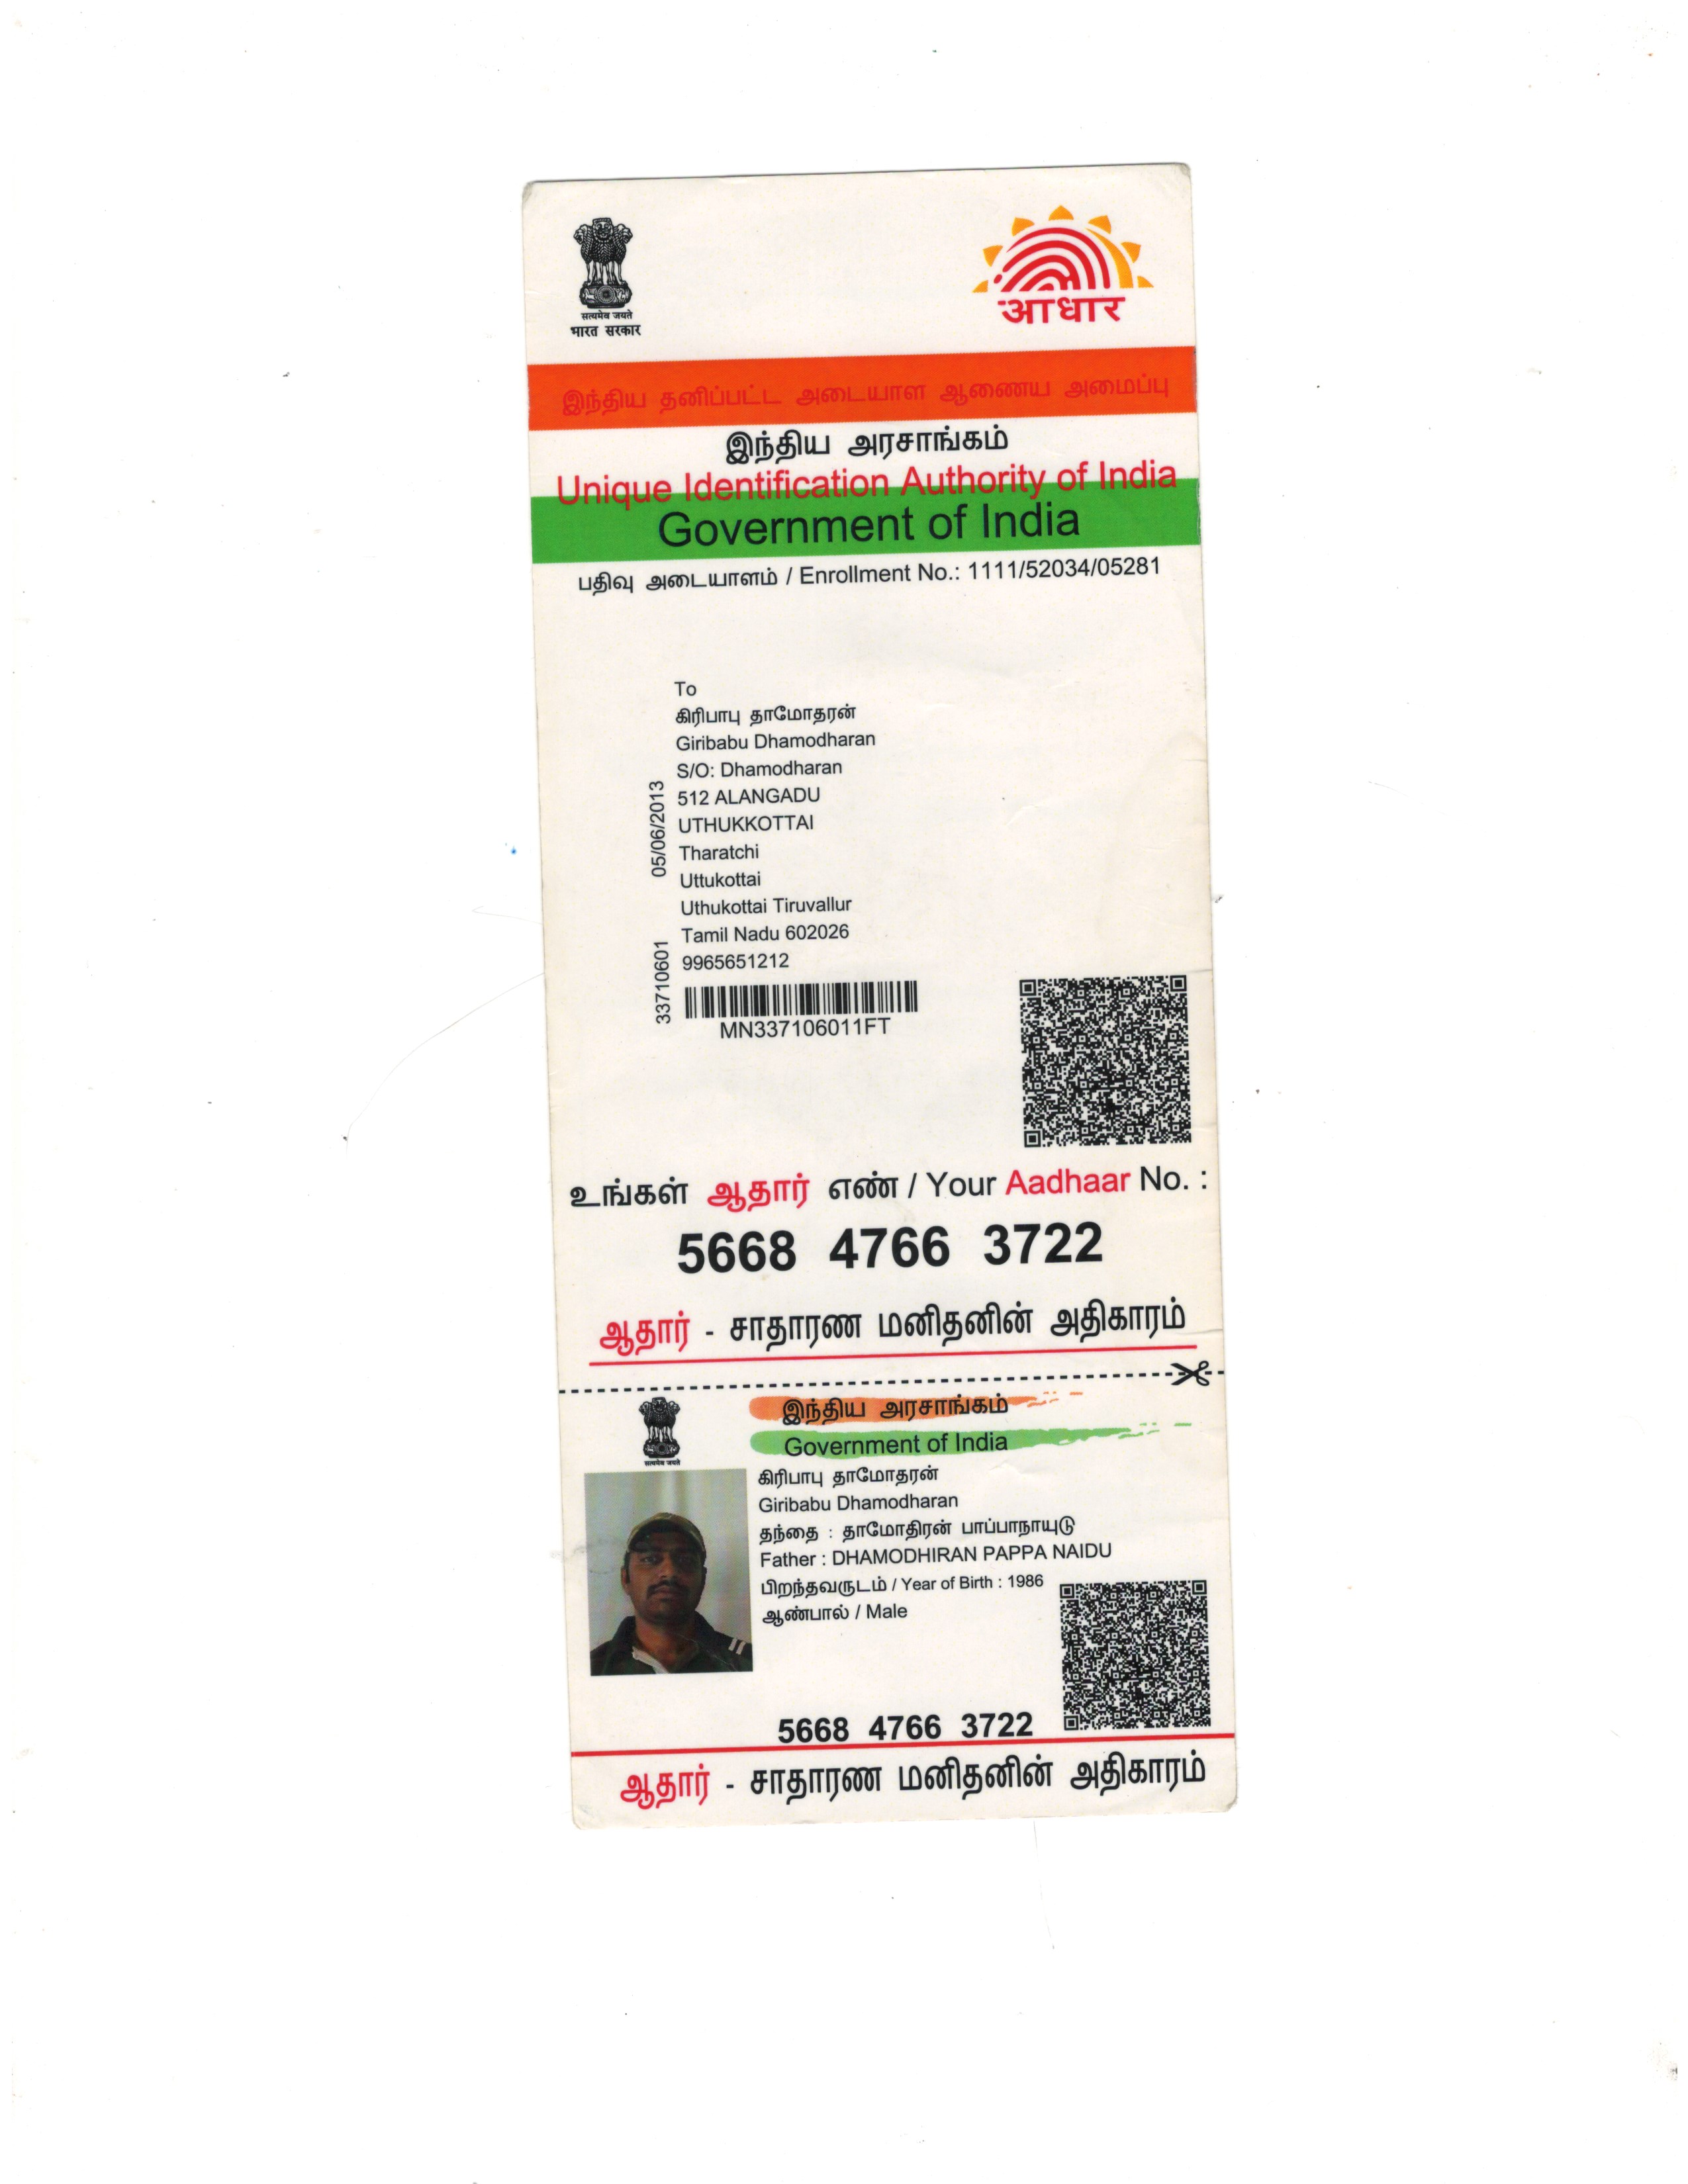 सत्यमेव जयते
भारत सरकार
आधार
இந்திய தனிப்பட்ட அடையாள ஆணைய அமைப்பு
இந்திய அரசாங்கம்
Unique Identification Authority of India
Government of India
பதிவு அடையாளம் / Enrollment No.: 1111/52034/05281
To
கிரிபாபு தாமோதரன்
Giribabu Dhamodharan
S/O: Dhamodharan
512 ALANGADU
UTHUKKOTTAI
Tharatchi
Uttukottai
Uthukottai Tiruvallur
Tamil Nadu 602026
9965651212
05/06/2013
33710601
MN337106011FT
உங்கள் ஆதார் எண் / Your Aadhaar No. :
5668 4766 3722
ஆதார் - சாதாரண மனிதனின் அதிகாரம்
सत्यमेव जयते
இந்திய அரசாங்கம்
Government of India
கிரிபாபு தாமோதரன்
Giribabu Dhamodharan
தந்தை : தாமோதிரன் பாப்பாநாயுடு
Father : DHAMODHIRAN PAPPA NAIDU
பிறந்தவருடம் / Year of Birth : 1986
ஆண்பால் / Male
5668 4766 3722
ஆதார் - சாதாரண மனிதனின் அதிகாரம்